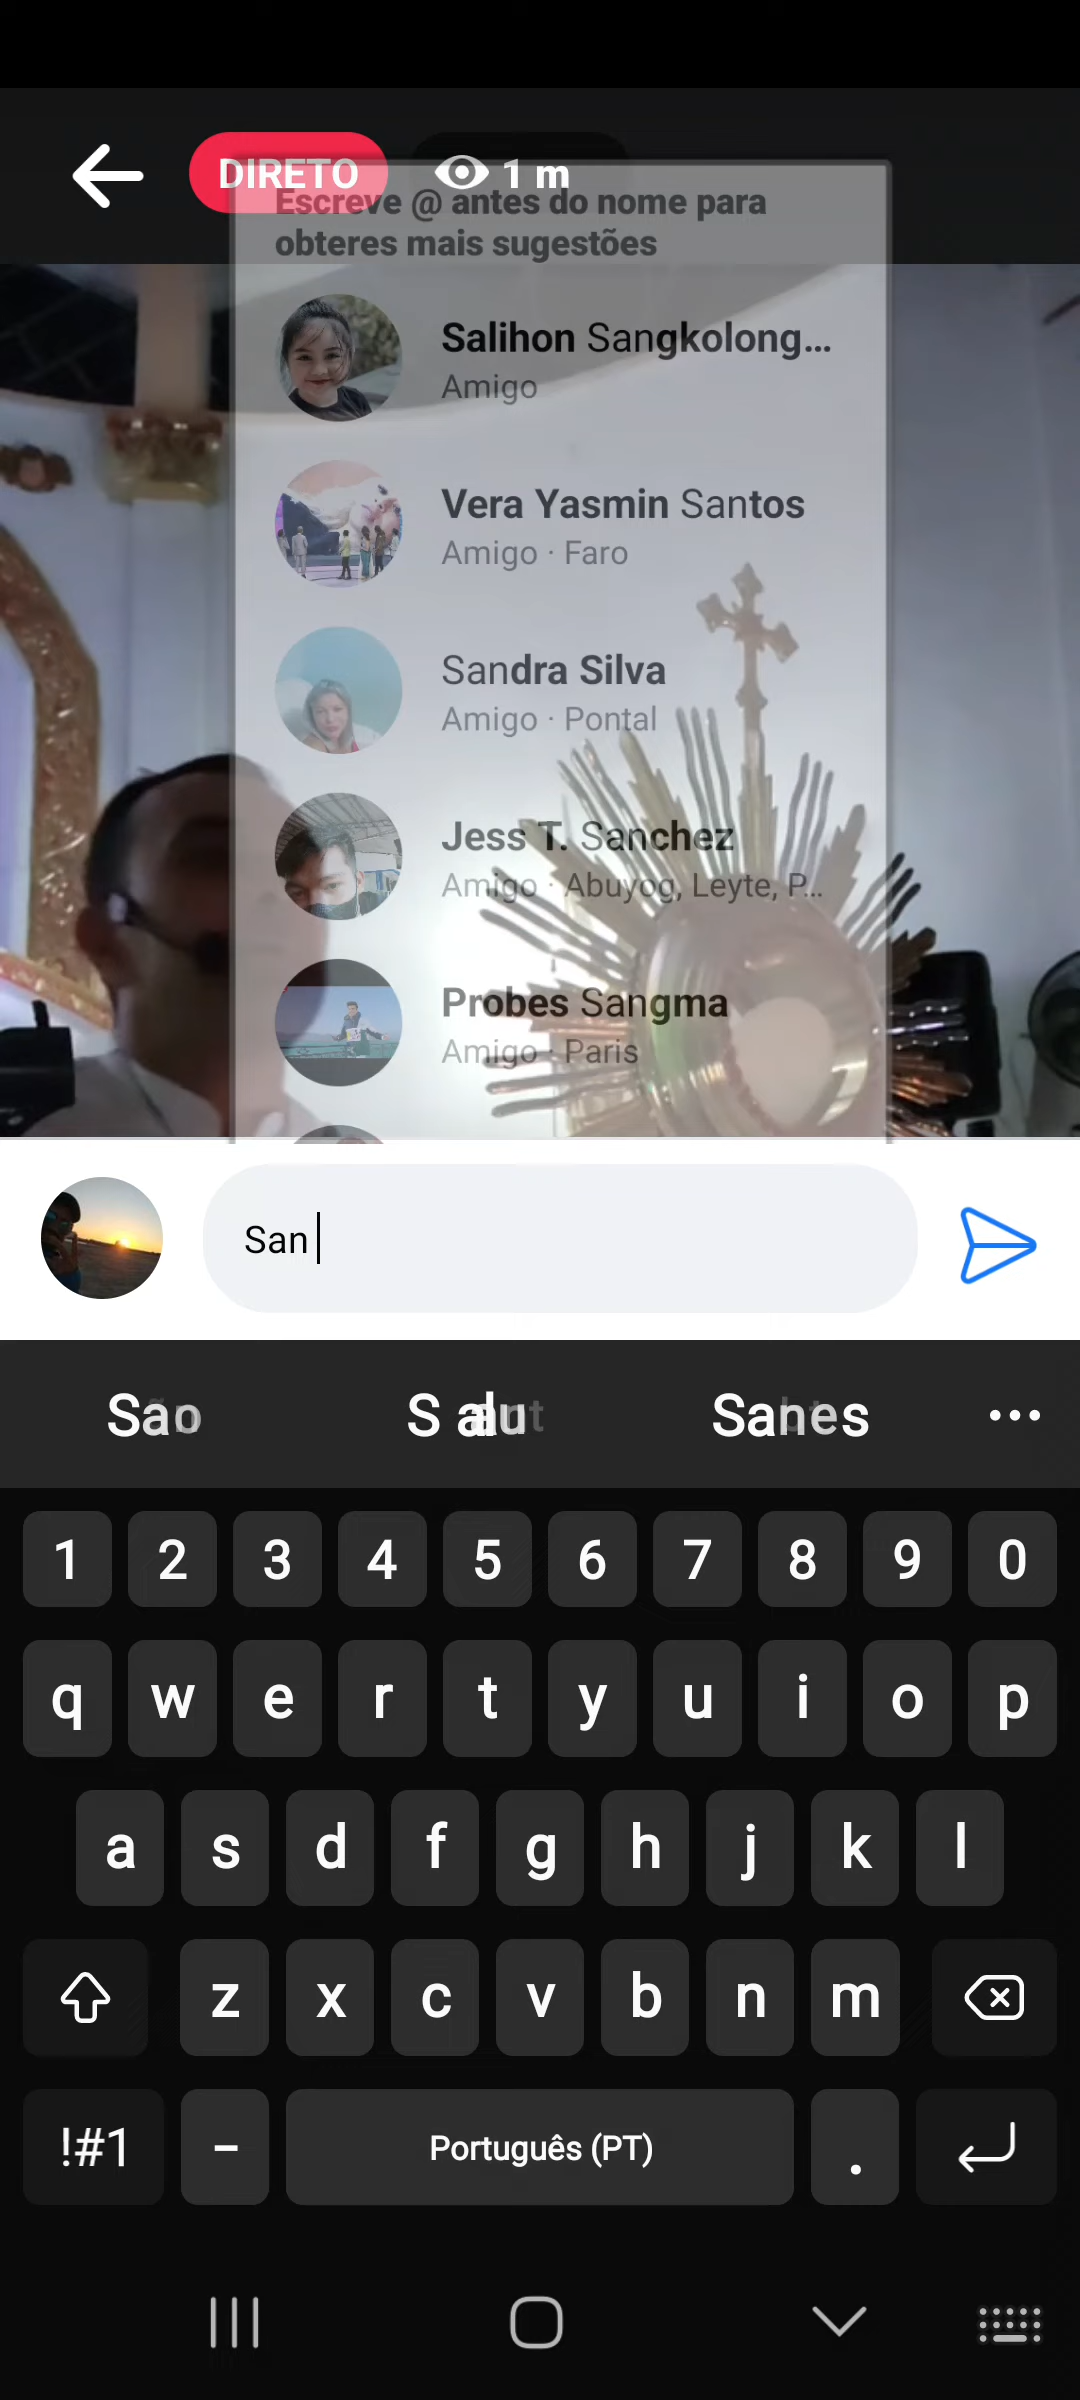 DIRETO 1 m
Escreve @ antes do nome para
obteres mais sugestões
Salihon Sangkolong...
Amigo
Vera Yasmin Santos
Amigo · Faro
Sandra Silva
Amigo · Pontal
Jess T. Sanchez
Amigo · Abuyog, Leyte, P...
Probes Sangma
Amigo · Paris
San
1 2 3 4 5 6 7 8 9 0
q w e r t y u i o p
a s d f g h j k l
z x c v b n m
!#1 - Português (PT) .